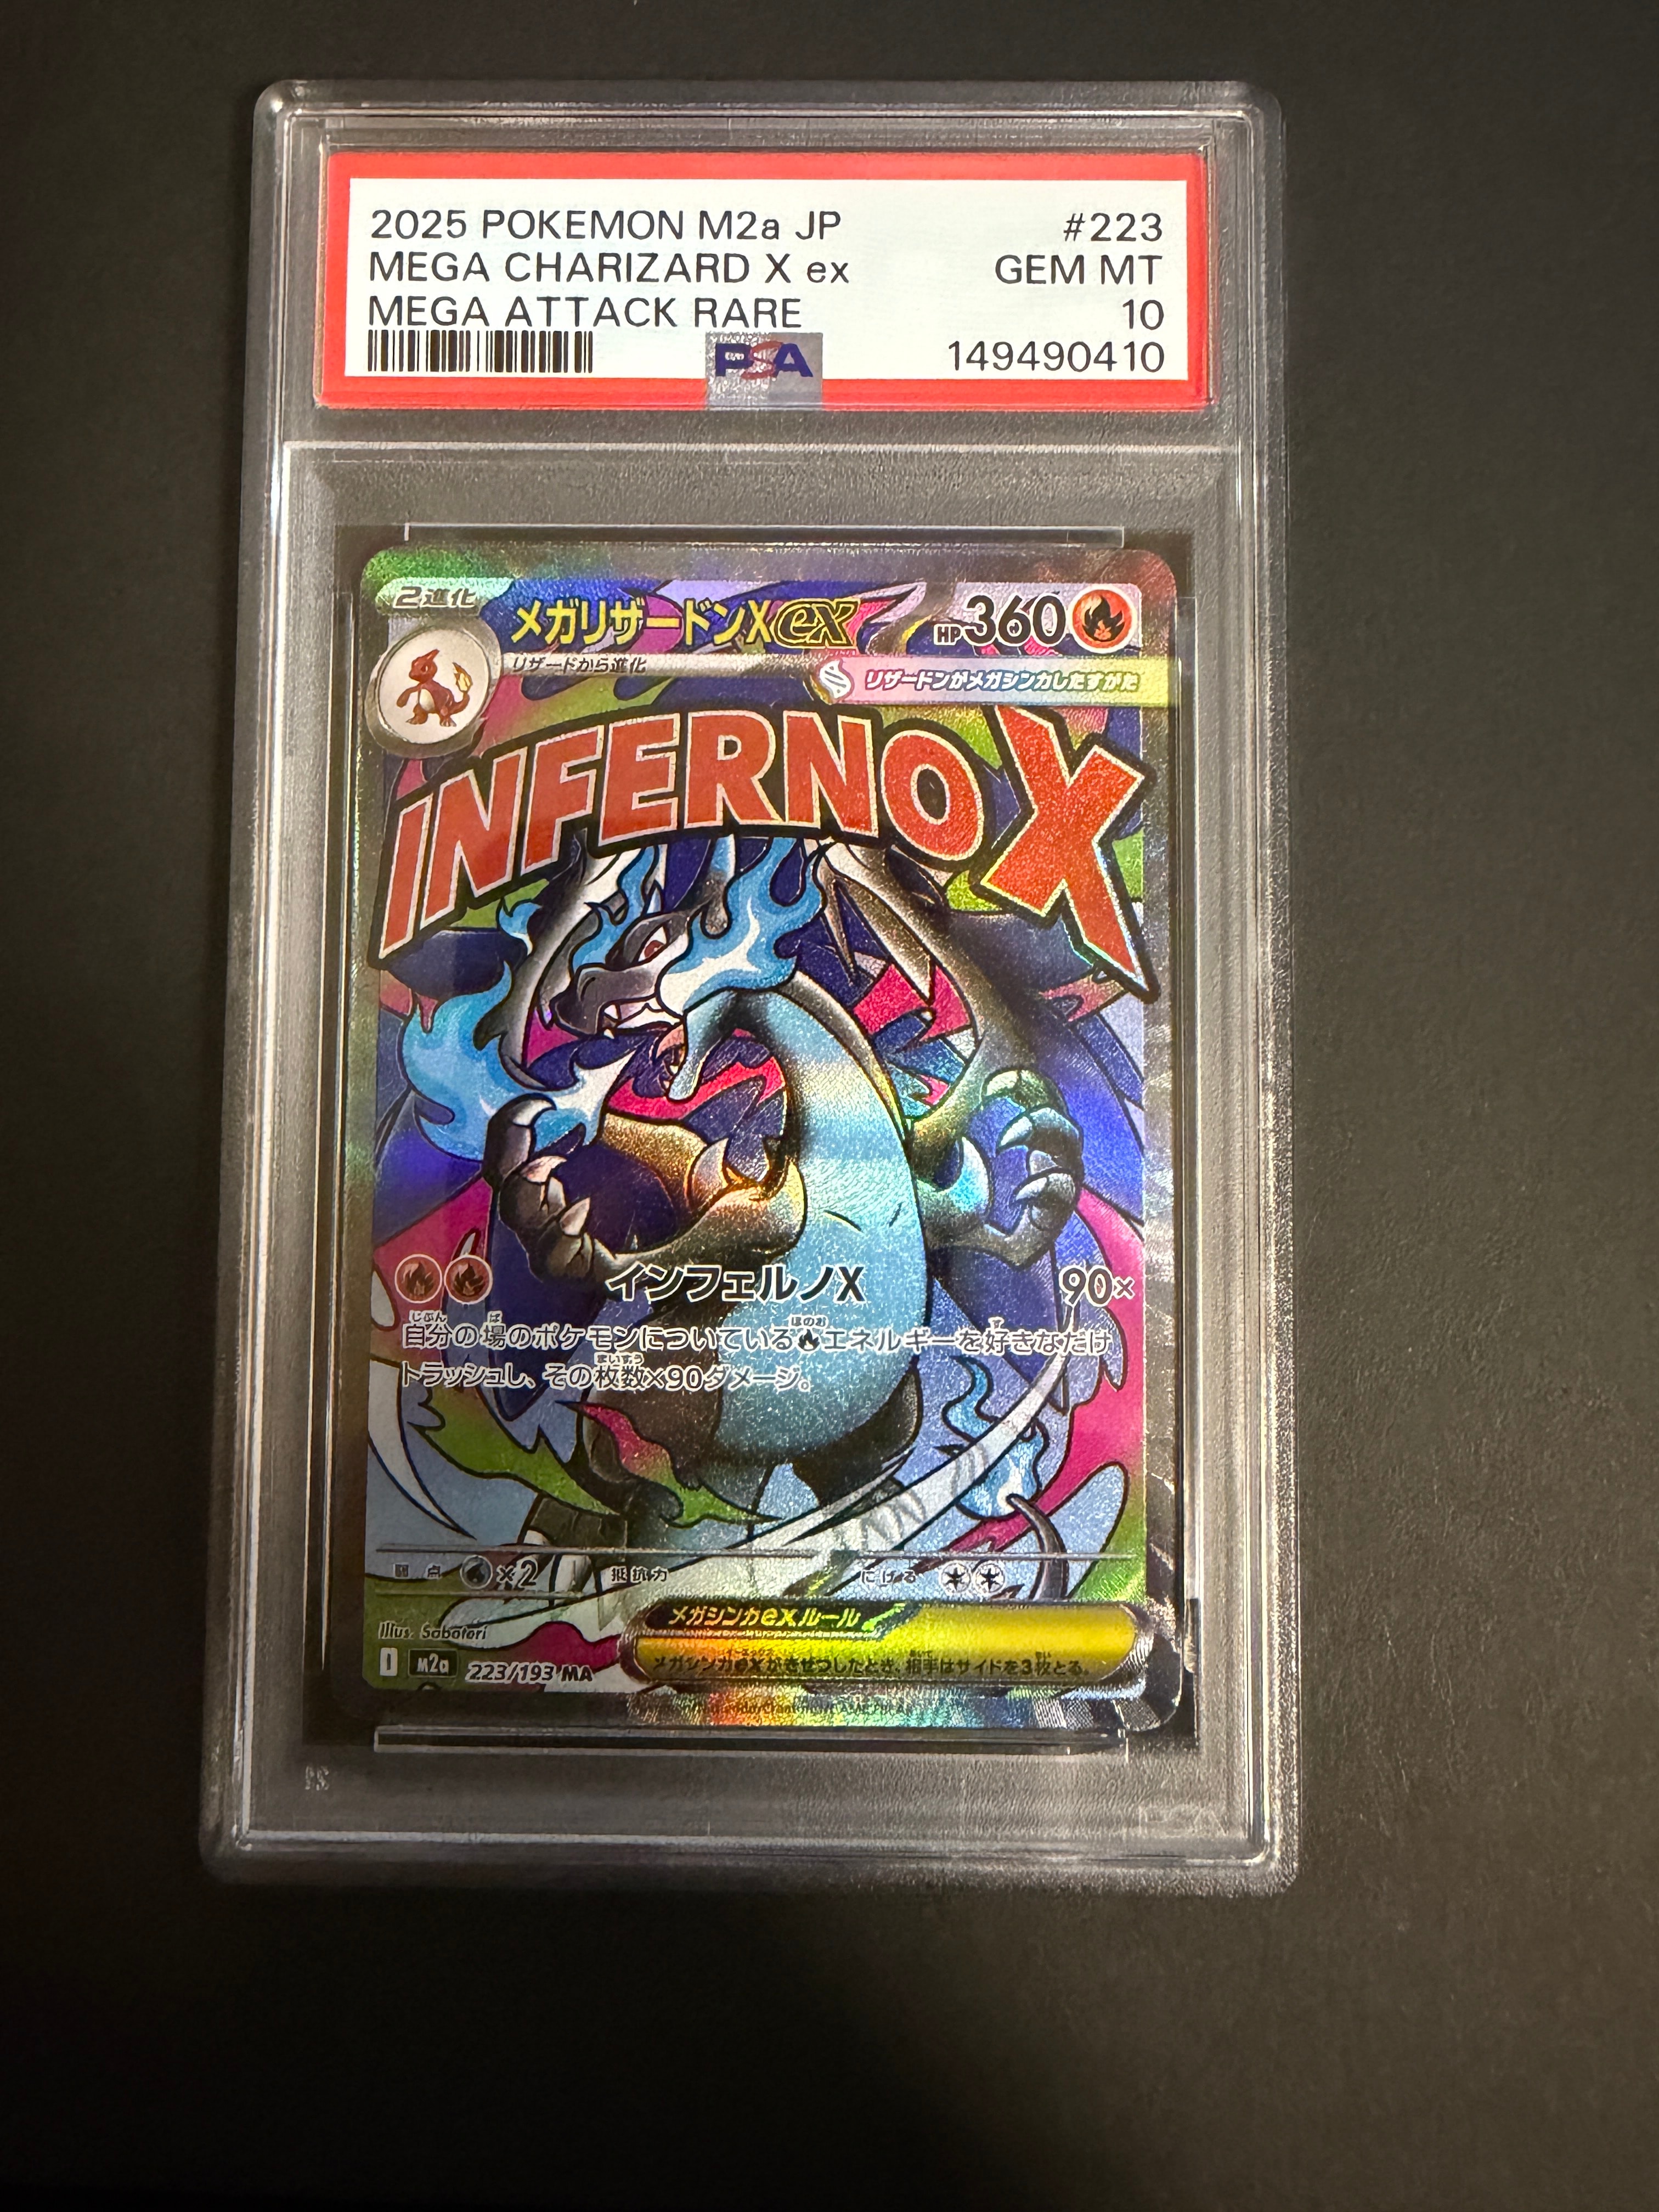 2025 POKEMON M2a JP #223
MEGA CHARIZARD X ex GEM MT
MEGA ATTACK RARE 10
PSA 149490410
2進化 メガリザードンXex HP360
リザードから進化
リザードンがメガシンカしたすがた
INFERNO X
インフェルノX 90×
自分の場のポケモンについているエネルギーを好きなだけ
トラッシュし、その枚数×90ダメージ。
弱点 ×2 抵抗力 にげる
メガシンカexルール
Illus. Sabotori
メガシンカexがきぜつしたとき、相手はサイドを3枚とる。
I M2a 223/193 MA